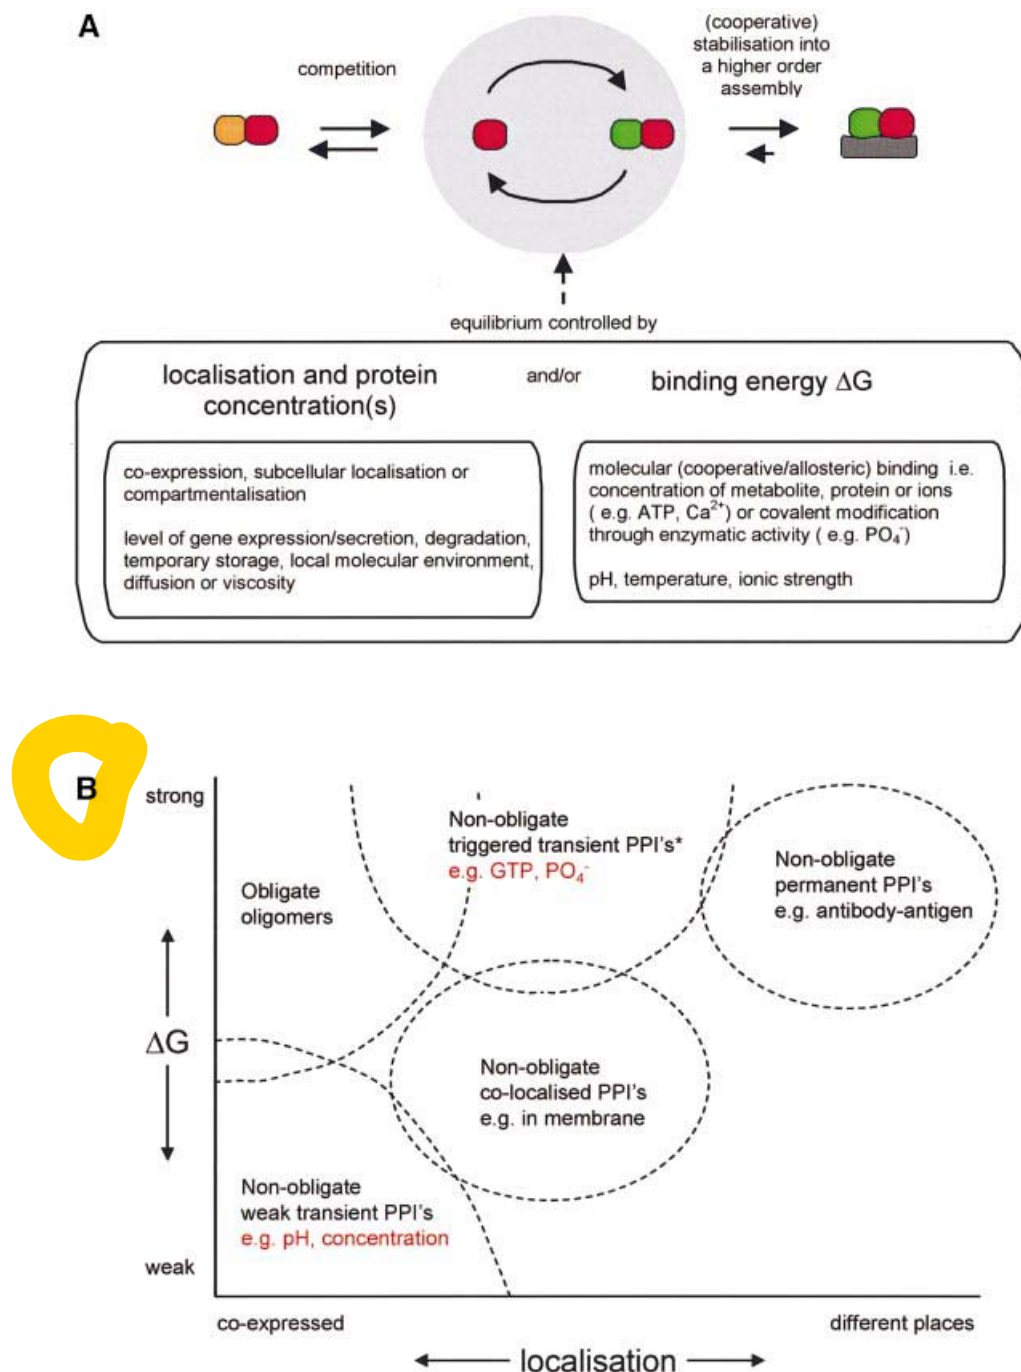 A
competition
(cooperative)
stabilisation into
a higher order
assembly
equilibrium controlled by
localisation and protein
concentration(s)
and/or
binding energy ΔG
co-expression, subcellular localisation or
compartmentalisation
level of gene expression/secretion, degradation,
temporary storage, local molecular environment,
diffusion or viscosity
molecular (cooperative/allosteric) binding i.e.
concentration of metabolite, protein or ions
( e.g. ATP, Ca²⁺) or covalent modification
through enzymatic activity ( e.g. PO₄⁻)
pH, temperature, ionic strength
B
strong
Non-obligate
triggered transient PPI's*
e.g. GTP, PO₄⁻
Non-obligate
permanent PPI's
e.g. antibody-antigen
Obligate
oligomers
ΔG
Non-obligate
co-localised PPI's
e.g. in membrane
Non-obligate
weak transient PPI's
e.g. pH, concentration
weak
co-expressed
different places
localisation